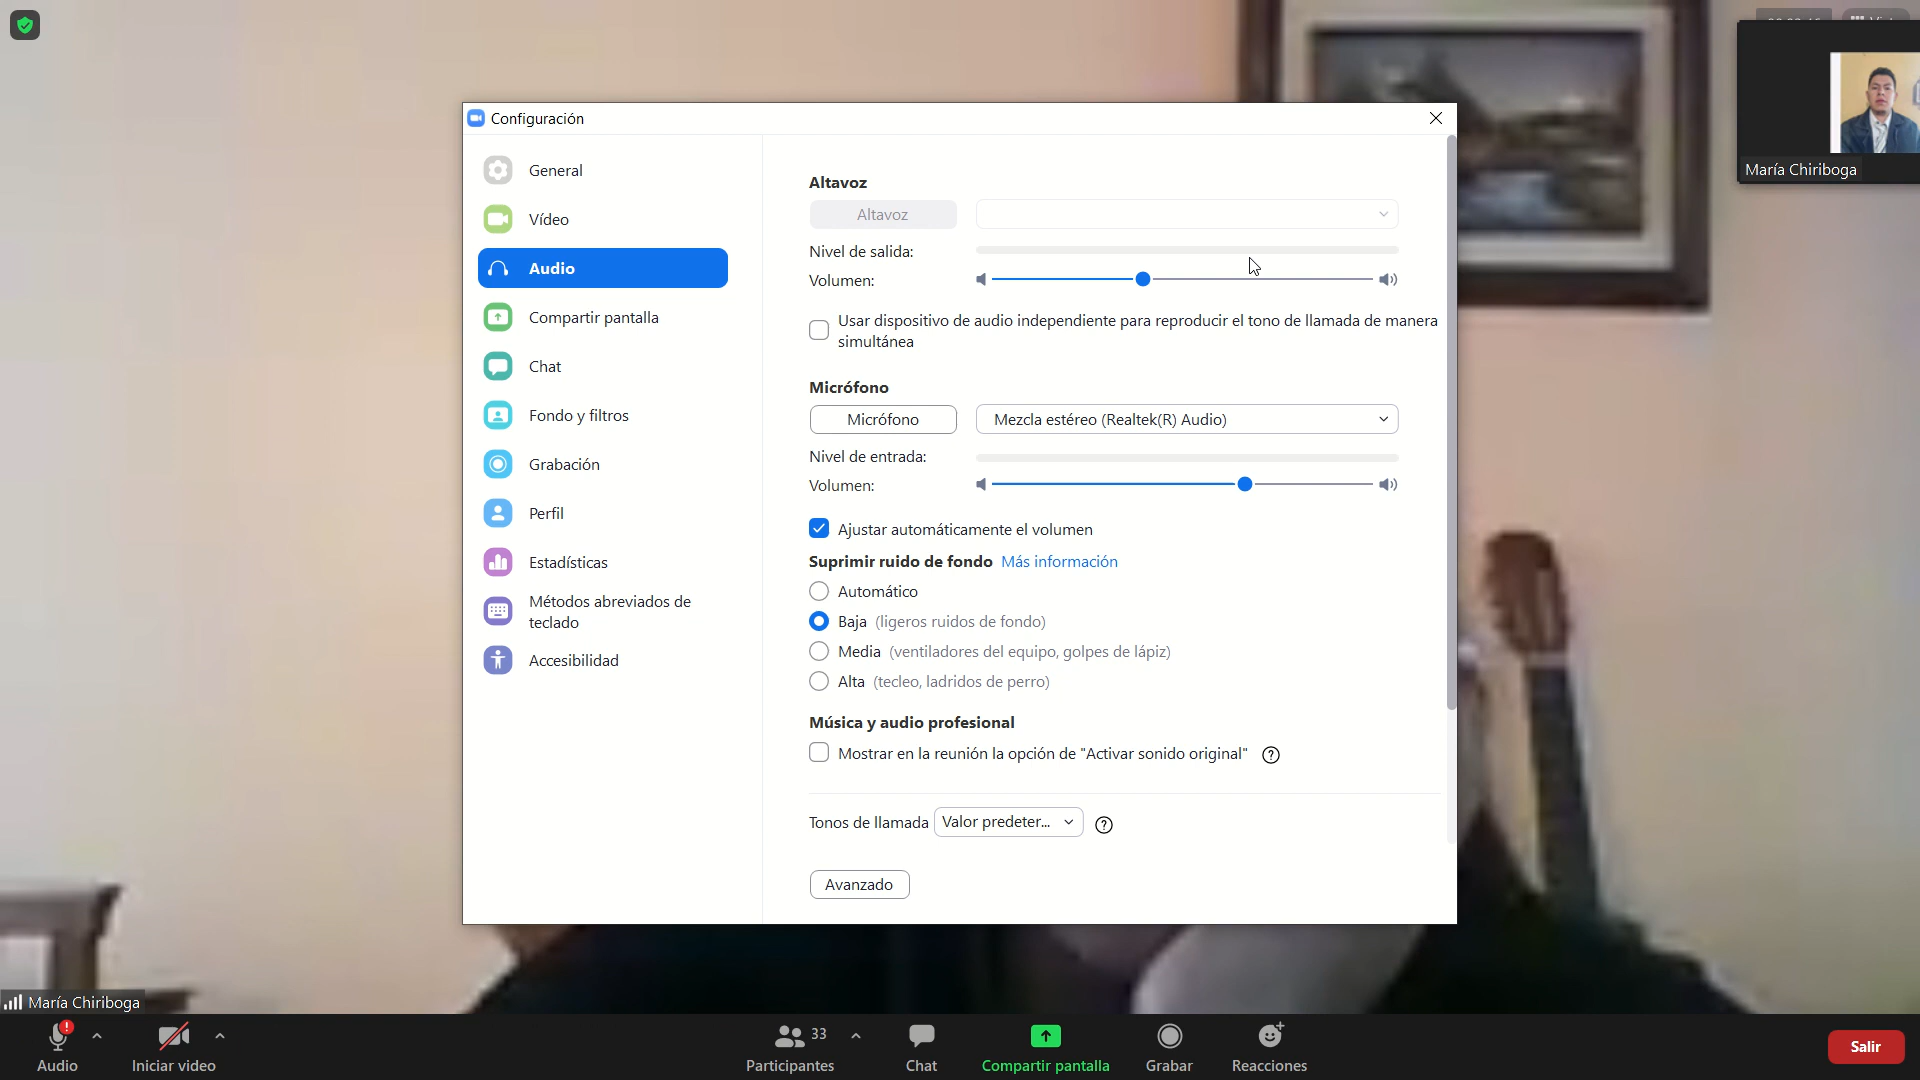 Configuración
General
Vídeo
Audio
Compartir pantalla
Chat
Fondo y filtros
Grabación
Perfil
Estadísticas
Métodos abreviados de
teclado
Accesibilidad
Altavoz
Altavoz
Nivel de salida:
Volumen:
Usar dispositivo de audio independiente para reproducir el tono de llamada de manera
simultánea
Micrófono
Micrófono
Mezcla estéreo (Realtek(R) Audio)
Nivel de entrada:
Volumen:
Ajustar automáticamente el volumen
Suprimir ruido de fondo Más información
Automático
Baja (ligeros ruidos de fondo)
Media (ventiladores del equipo, golpes de lápiz)
Alta (tecleo, ladridos de perro)
Música y audio profesional
Mostrar en la reunión la opción de "Activar sonido original" ?
Tonos de llamada Valor predeter... ?
Avanzado
María Chiriboga
María Chiriboga
Audio
Iniciar video
33
Participantes
Chat
Compartir pantalla
Grabar
Reacciones
Salir